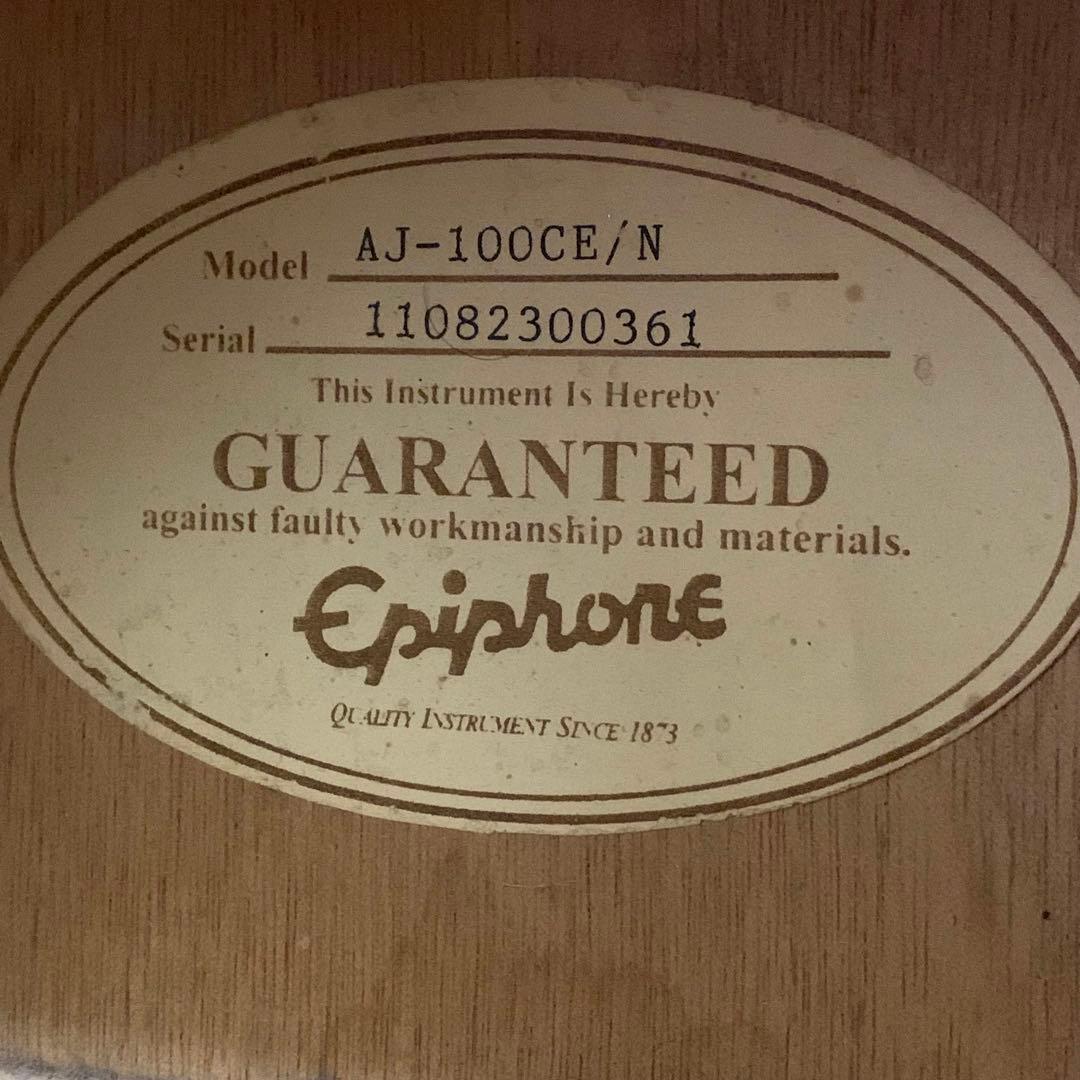 Model AJ-100CE/N
Serial 11082300361
This Instrument Is Hereby
GUARANTEED
against faulty workmanship and materials.
Epiphone
QUALITY INSTRUMENT SINCE 1873